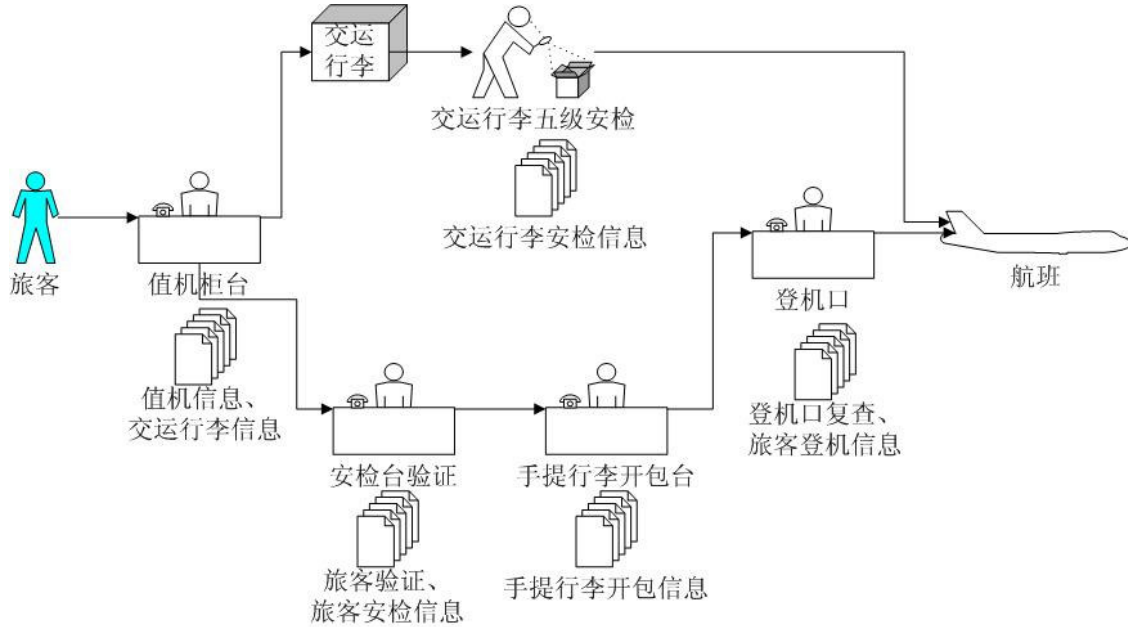 交运
行李
交运行李五级安检
交运行李安检信息
旅客
值机柜台
登机口
航班
值机信息、
交运行李信息
登机口复查、
旅客登机信息
安检台验证
手提行李开包台
旅客验证、
旅客安检信息
手提行李开包信息